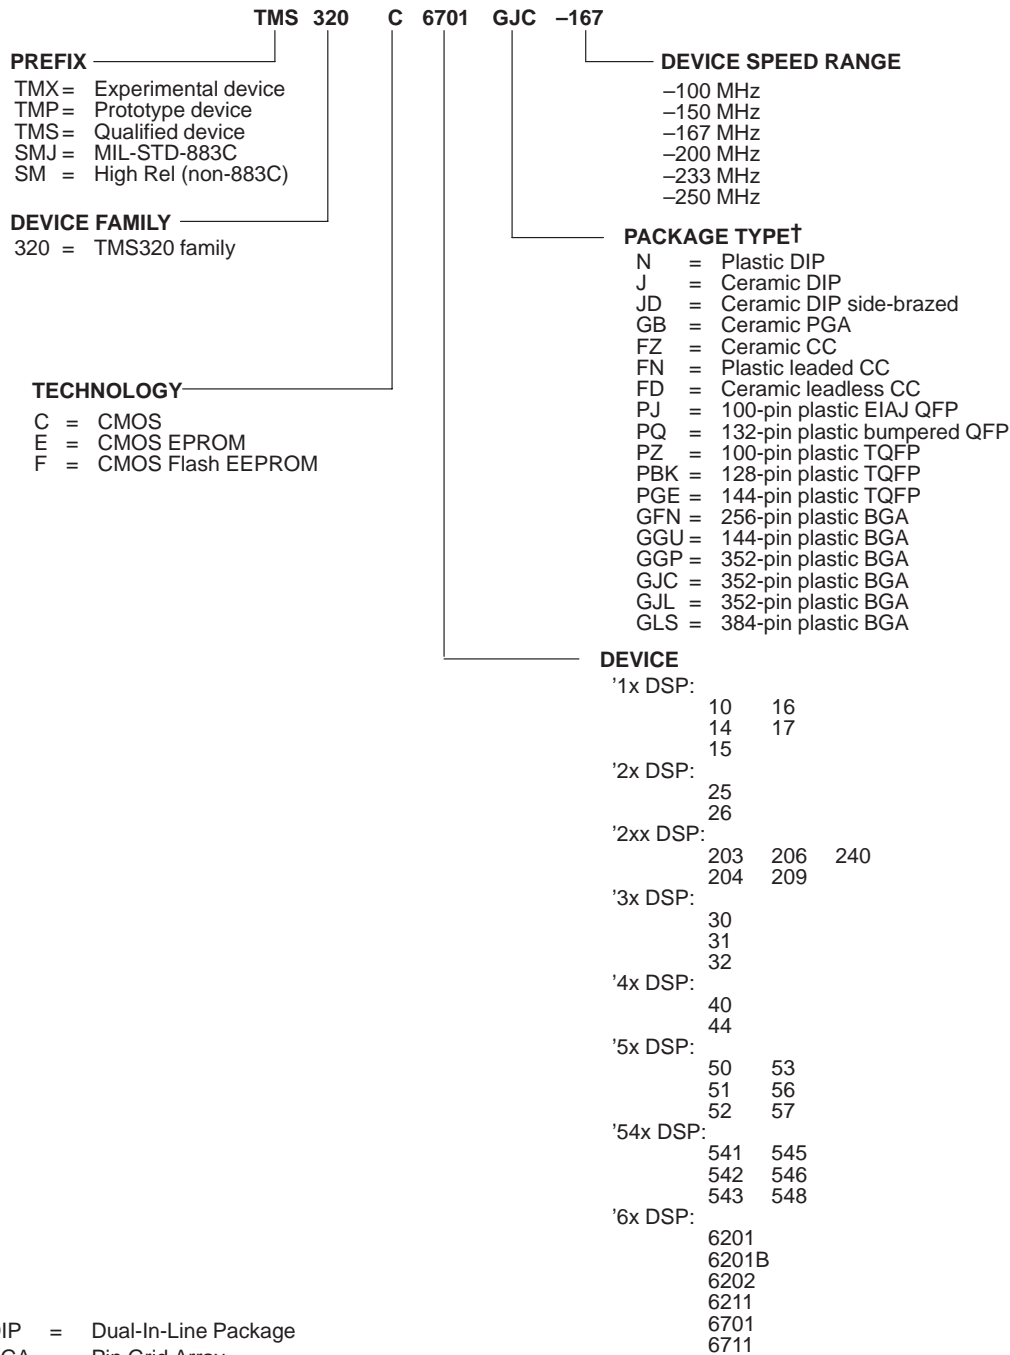 TMS 320 C 6701 GJC –167
PREFIX
TMX = Experimental device
TMP = Prototype device
TMS = Qualified device
SMJ = MIL-STD-883C
SM = High Rel (non-883C)
DEVICE FAMILY
320 = TMS320 family
TECHNOLOGY
C = CMOS
E = CMOS EPROM
F = CMOS Flash EEPROM
DEVICE SPEED RANGE
–100 MHz
–150 MHz
–167 MHz
–200 MHz
–233 MHz
–250 MHz
PACKAGE TYPE†
N = Plastic DIP
J = Ceramic DIP
JD = Ceramic DIP side-brazed
GB = Ceramic PGA
FZ = Ceramic CC
FN = Plastic leaded CC
FD = Ceramic leadless CC
PJ = 100-pin plastic EIAJ QFP
PQ = 132-pin plastic bumpered QFP
PZ = 100-pin plastic TQFP
PBK = 128-pin plastic TQFP
PGE = 144-pin plastic TQFP
GFN = 256-pin plastic BGA
GGU = 144-pin plastic BGA
GGP = 352-pin plastic BGA
GJC = 352-pin plastic BGA
GJL = 352-pin plastic BGA
GLS = 384-pin plastic BGA
DEVICE
'1x DSP:
10 16
14 17
15
'2x DSP:
25
26
'2xx DSP:
203 206 240
204 209
'3x DSP:
30
31
32
'4x DSP:
40
44
'5x DSP:
50 53
51 56
52 57
'54x DSP:
541 545
542 546
543 548
'6x DSP:
6201
6201B
6202
6211
6701
6711
= Dual-In-Line Package